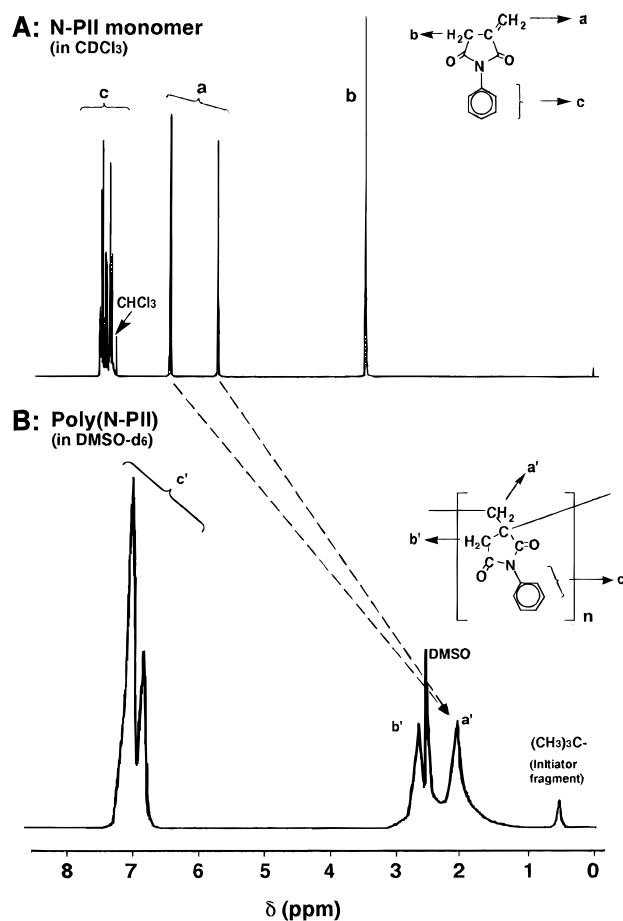 A: N-PII monomer
(in CDCl3)
c
a
b
CHCl3
b
H2C
C
CH2
a
O
N
O
c
B: Poly(N-PII)
(in DMSO-d6)
c'
a'
CH2
b'
H2C
C
C=O
C
O
N
c
n
DMSO
b'
a'
(CH3)3C-
(Initiator
fragment)
8 7 6 5 4 3 2 1 0
δ (ppm)